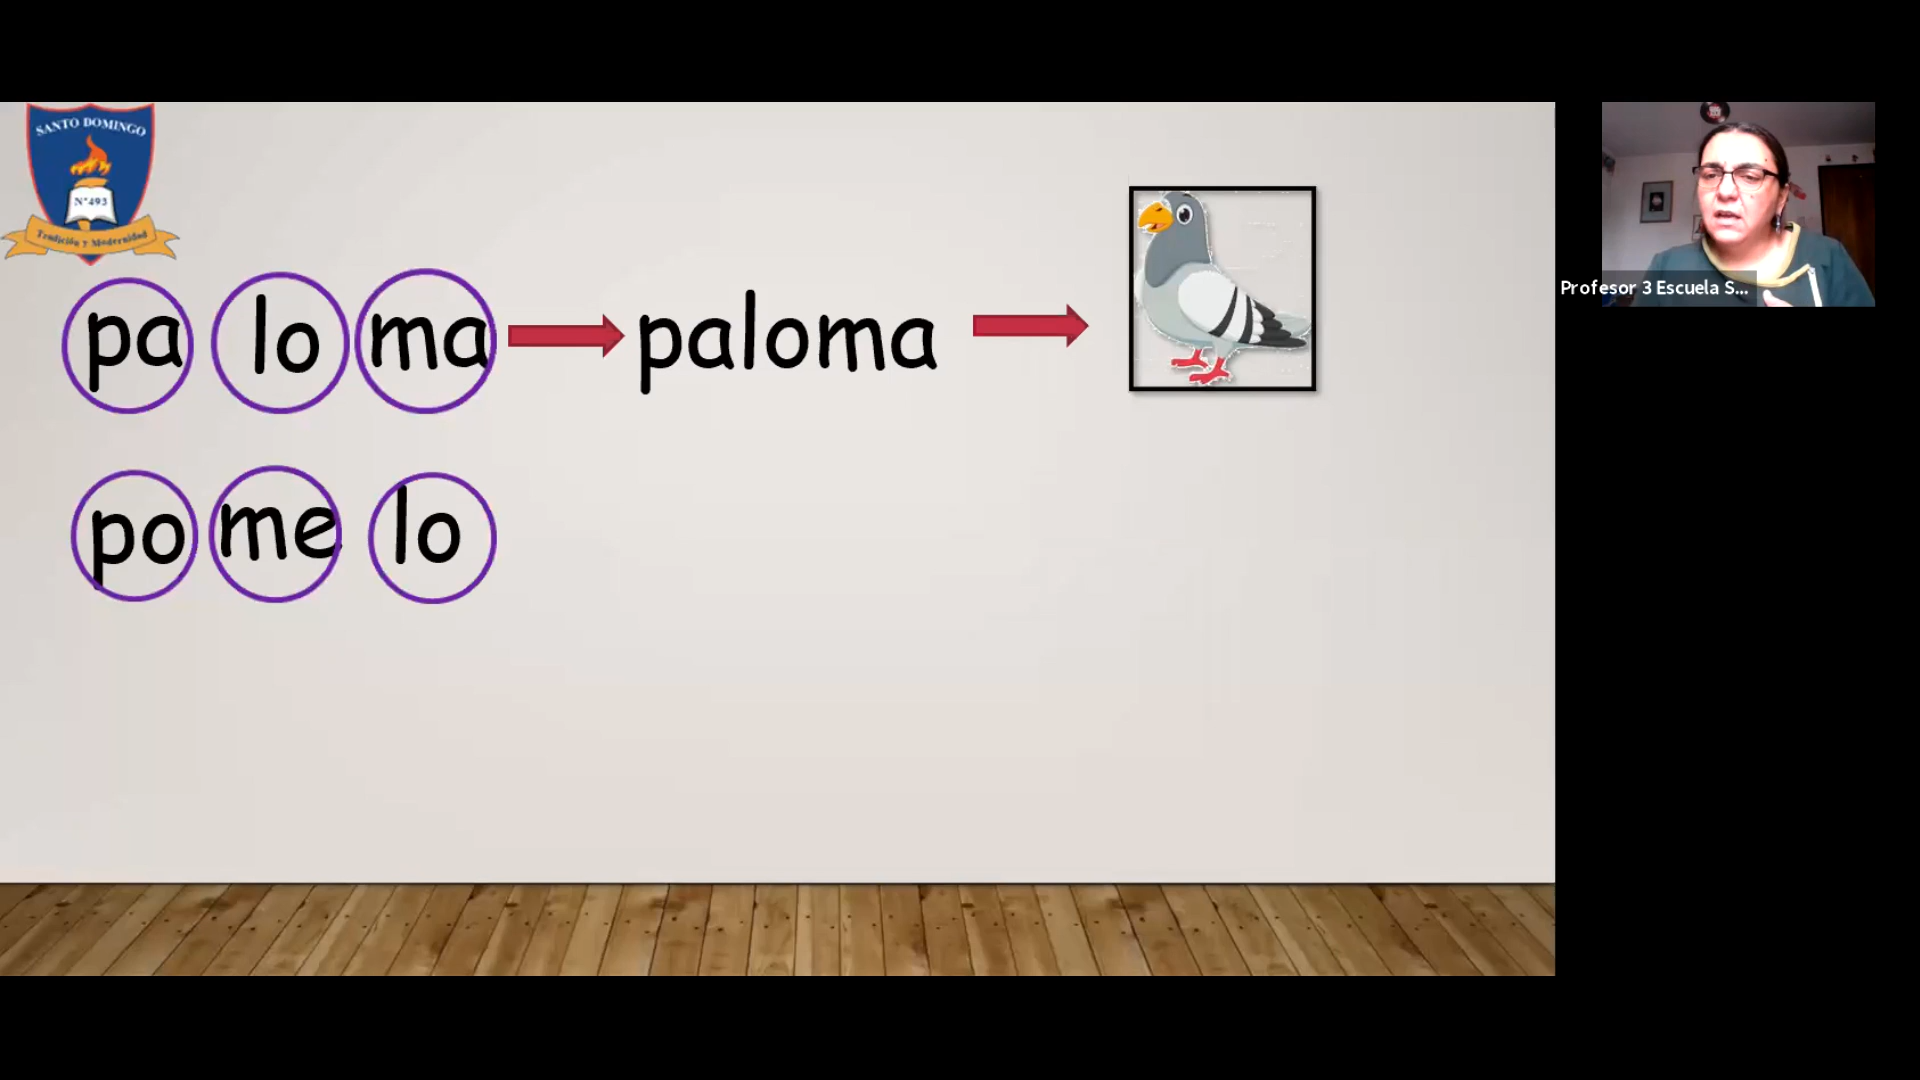 SANTO DOMINGO
N°493
Tradición y Modernidad
pa lo ma paloma
po me lo
Profesor 3 Escuela S...